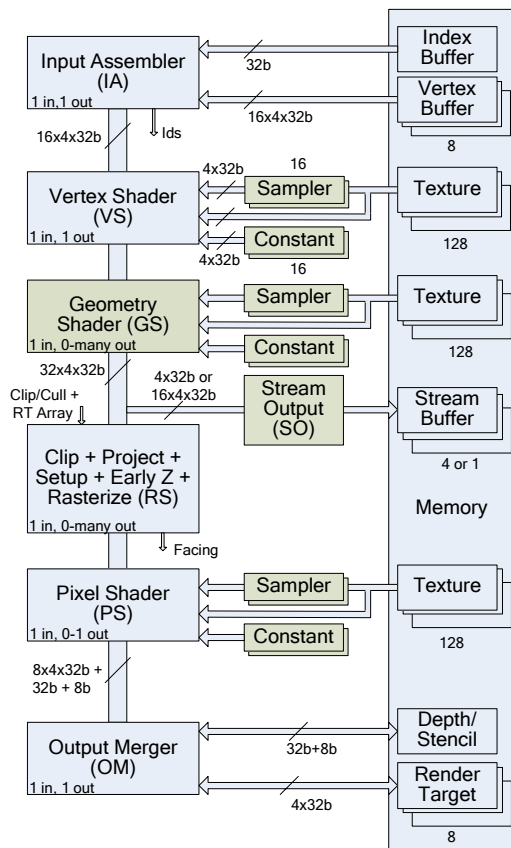 Input Assembler
(IA)
1 in,1 out
32b
Index
Buffer
16x4x32b
Vertex
Buffer
8
16x4x32b
Ids
Vertex Shader
(VS)
1 in, 1 out
4x32b
16
Sampler
Texture
128
4x32b
Constant
16
Geometry
Shader (GS)
1 in, 0-many out
Sampler
Texture
128
Constant
32x4x32b
Clip/Cull +
RT Array
4x32b or
16x4x32b
Stream
Output
(SO)
Stream
Buffer
4 or 1
Clip + Project +
Setup + Early Z +
Rasterize (RS)
1 in, 0-many out
Memory
Facing
Pixel Shader
(PS)
1 in, 0-1 out
Sampler
Texture
128
Constant
8x4x32b +
32b + 8b
Output Merger
(OM)
1 in, 1 out
32b+8b
Depth/
Stencil
4x32b
Render
Target
8